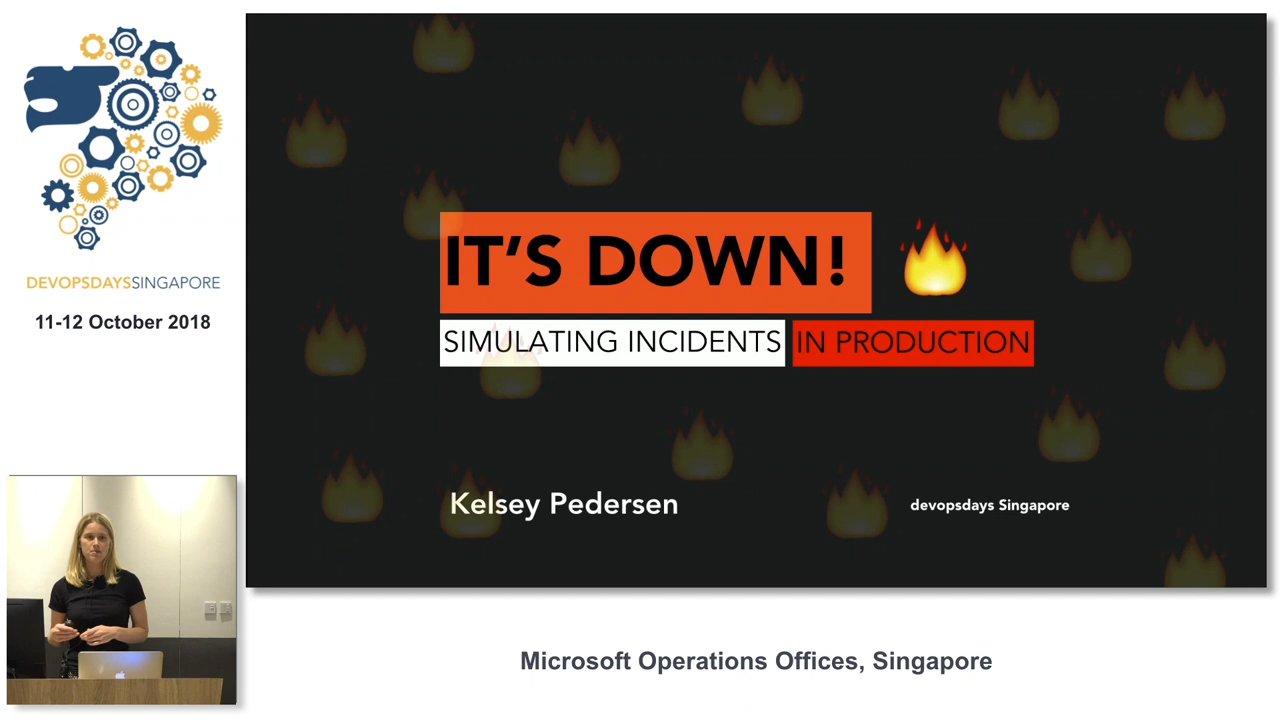 DEVOPSDAYSSINGAPORE
11-12 October 2018
IT'S DOWN!
SIMULATING INCIDENTS IN PRODUCTION
Kelsey Pedersen
devopsdays Singapore
Microsoft Operations Offices, Singapore